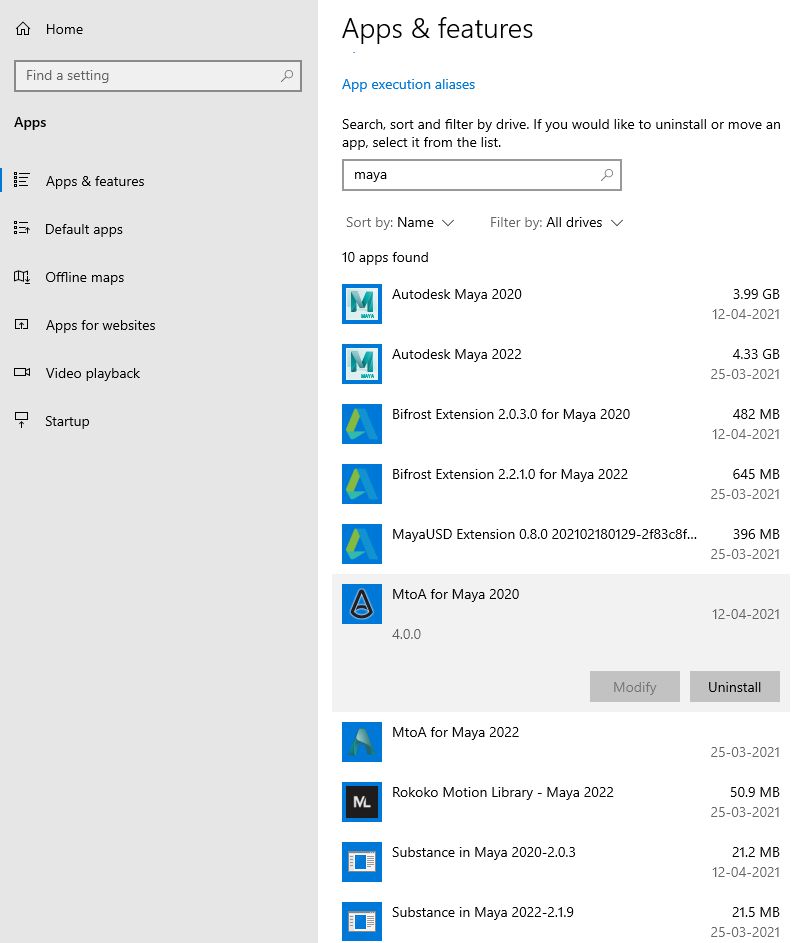 Home
Find a setting
Apps
Apps & features
Default apps
Offline maps
Apps for websites
Video playback
Startup
Apps & features
App execution aliases
Search, sort and filter by drive. If you would like to uninstall or move an
app, select it from the list.
maya
Sort by: Name
Filter by: All drives
10 apps found
MAYA
Autodesk Maya 2020
3.99 GB
12-04-2021
MAYA
Autodesk Maya 2022
4.33 GB
25-03-2021
Bifrost Extension 2.0.3.0 for Maya 2020
482 MB
12-04-2021
Bifrost Extension 2.2.1.0 for Maya 2022
645 MB
25-03-2021
MayaUSD Extension 0.8.0 202102180129-2f83c8f...
396 MB
25-03-2021
MtoA for Maya 2020
12-04-2021
4.0.0
Modify
Uninstall
MtoA for Maya 2022
25-03-2021
ML
Rokoko Motion Library - Maya 2022
50.9 MB
25-03-2021
Substance in Maya 2020-2.0.3
21.2 MB
12-04-2021
Substance in Maya 2022-2.1.9
21.5 MB
25-03-2021